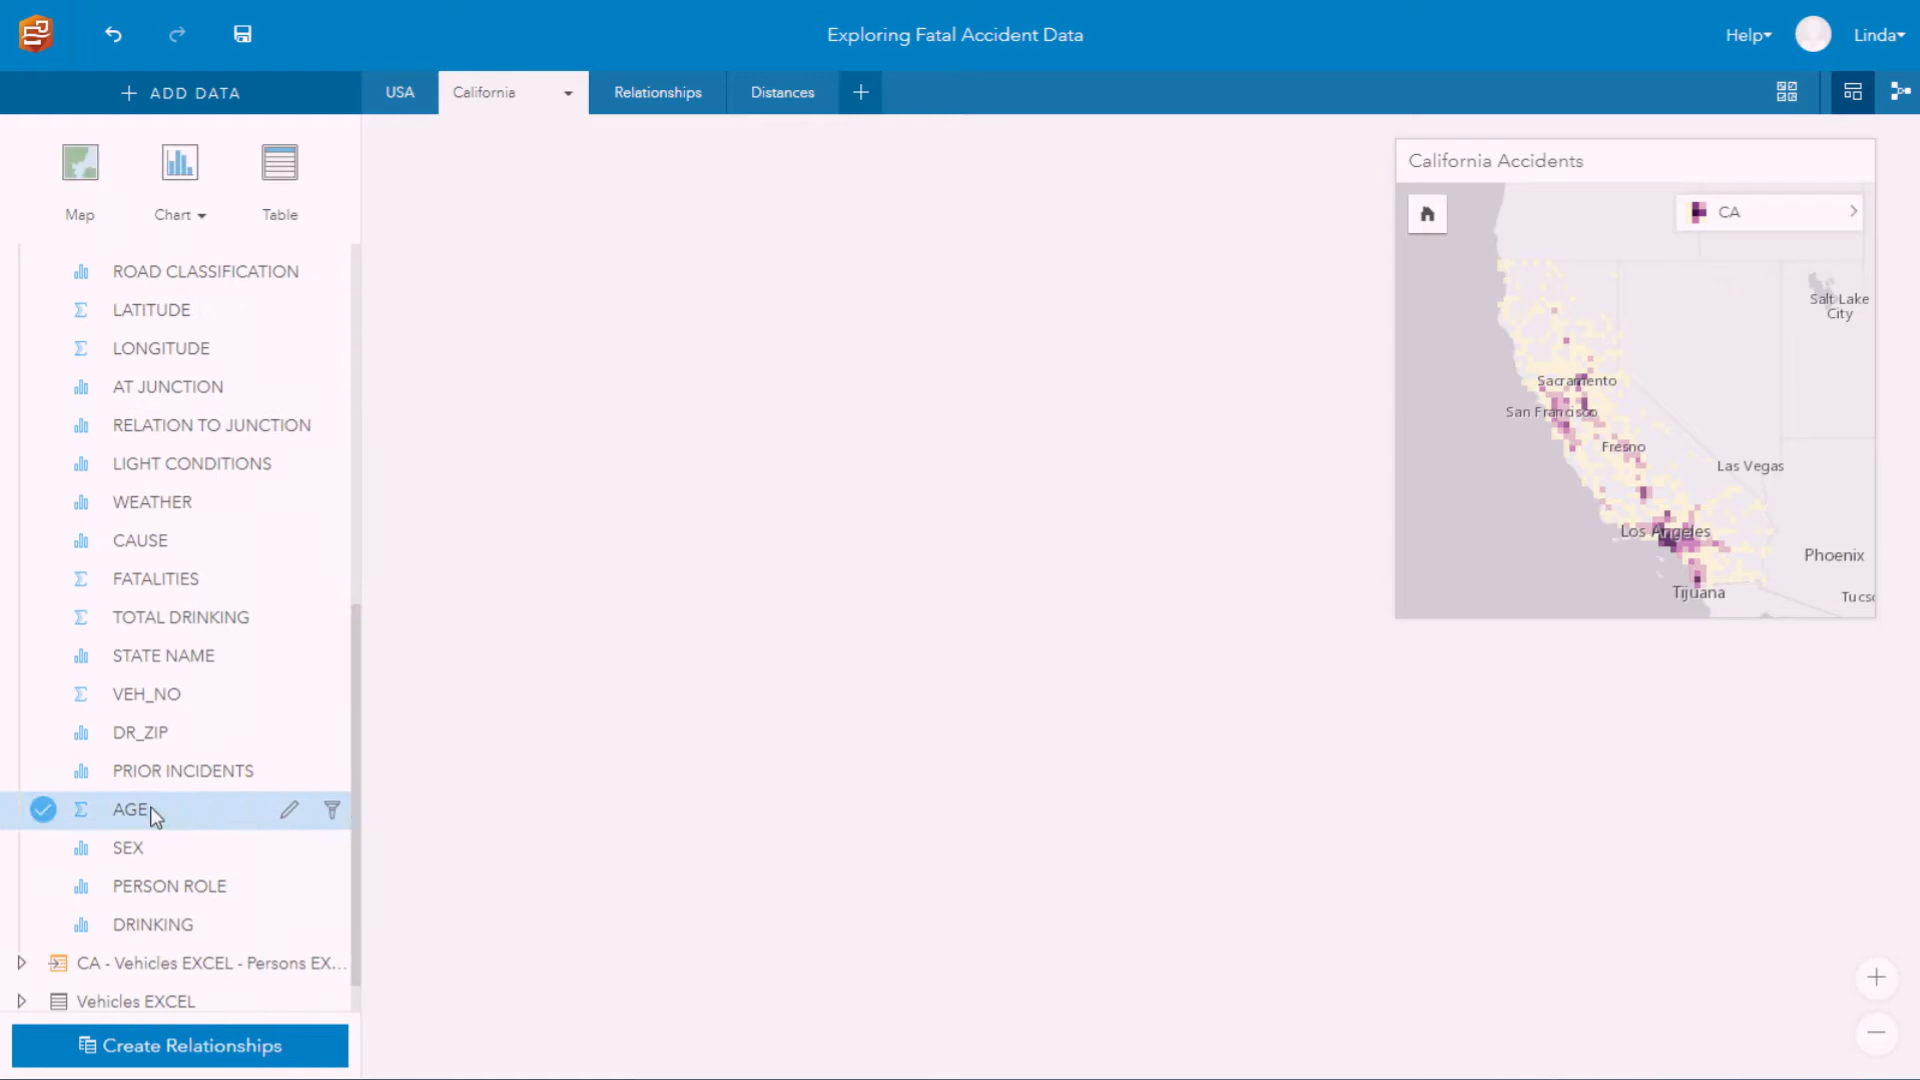 Exploring Fatal Accident Data
Help
Linda
ADD DATA
USA
California
Relationships
Distances
Map
Chart
Table
ROAD CLASSIFICATION
LATITUDE
LONGITUDE
AT JUNCTION
RELATION TO JUNCTION
LIGHT CONDITIONS
WEATHER
CAUSE
FATALITIES
TOTAL DRINKING
STATE NAME
VEH_NO
DR_ZIP
PRIOR INCIDENTS
AGE
SEX
PERSON ROLE
DRINKING
CA - Vehicles EXCEL - Persons EX...
Vehicles EXCEL
Create Relationships
California Accidents
CA
Salt Lake
City
Sacramento
San Francisco
Fresno
Las Vegas
Los Angeles
Phoenix
Tijuana
Tucs